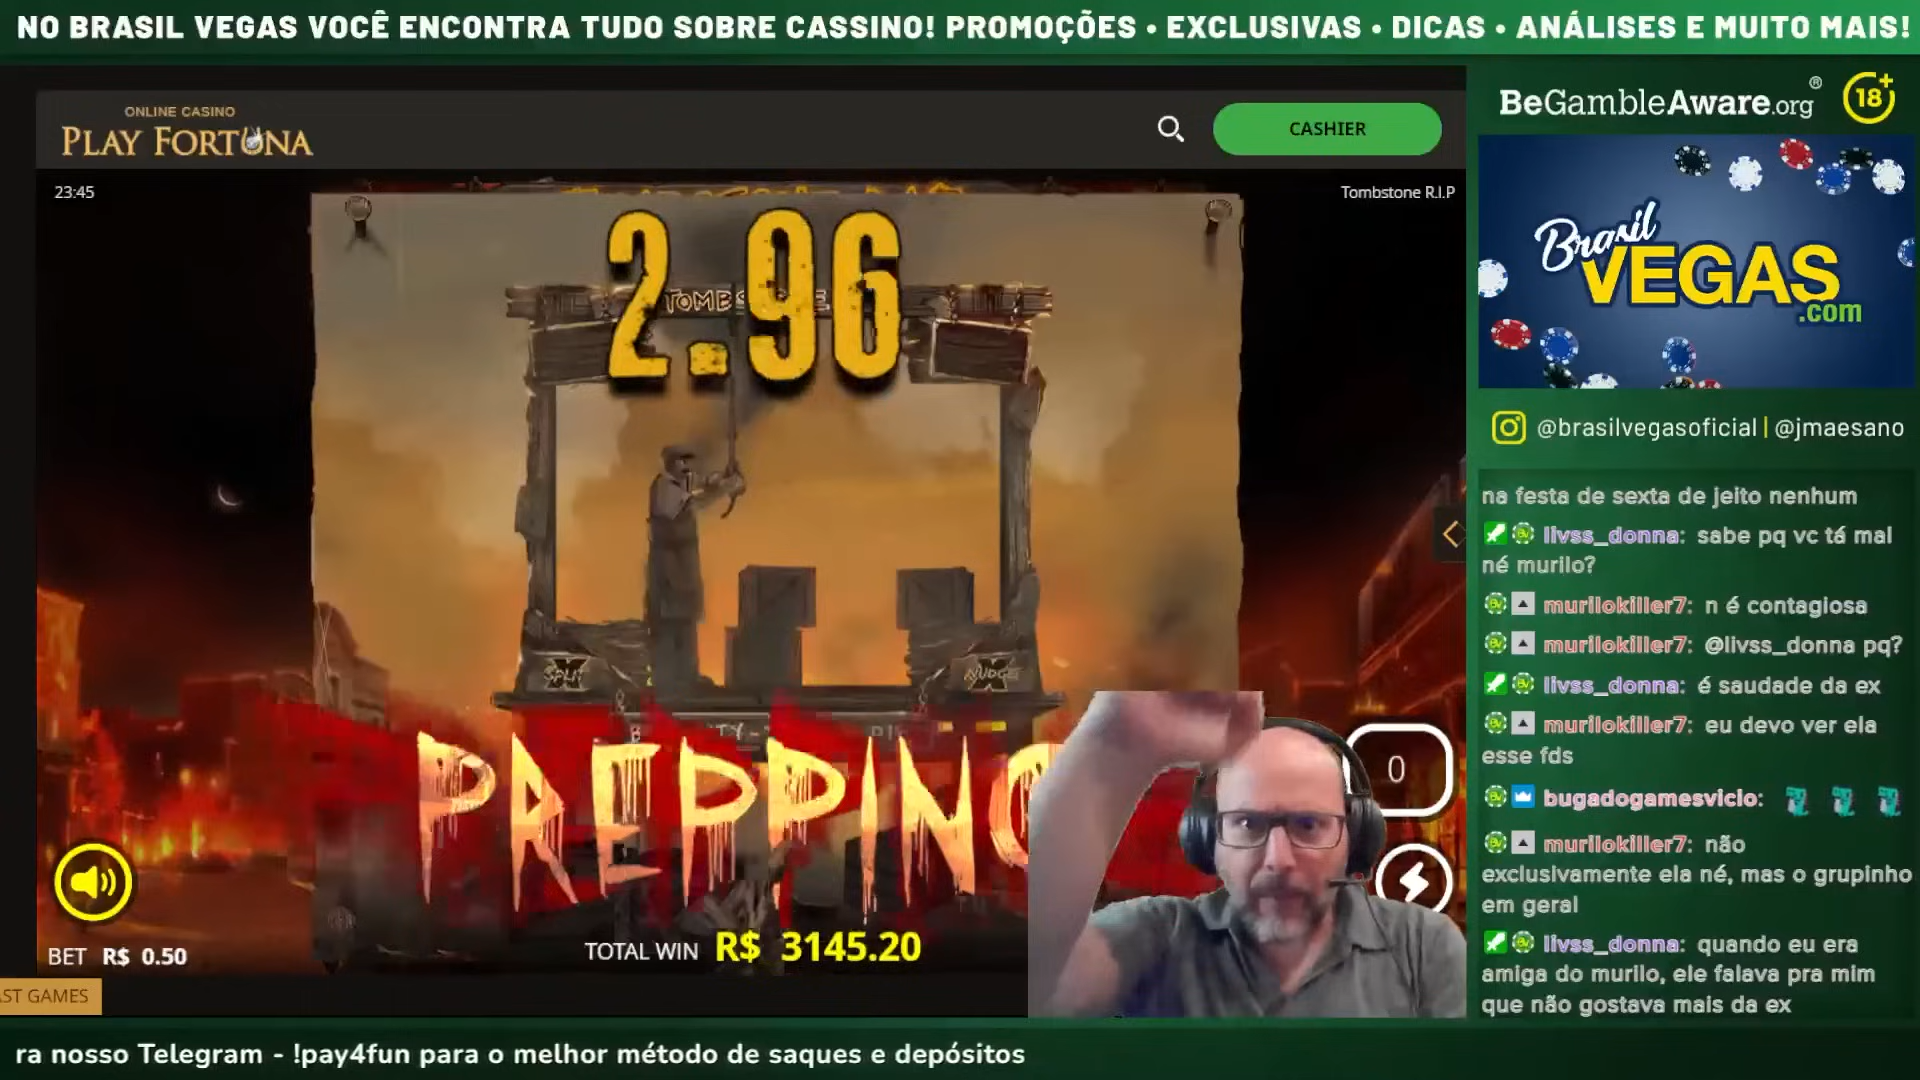 NO BRASIL VEGAS VOCÊ ENCONTRA TUDO SOBRE CASSINO! PROMOÇÕES • EXCLUSIVAS • DICAS • ANÁLISES E MUITO MAIS!
ONLINE CASINO
PLAY FORTUNA
CASHIER
23:45
Tombstone R.I.P
2.96
SPLIT
NUDGE
PREPPING
0
BET R$ 0.50
TOTAL WIN R$ 3145.20
AST GAMES
BeGambleAware.org®
18+
Brasil
VEGAS
.com
@brasilvegasoficial | @jmaesano
na festa de sexta de jeito nenhum
livss_donna: sabe pq vc tá mal
né murilo?
murilokiller7: n é contagiosa
murilokiller7: @livss_donna pq?
livss_donna: é saudade da ex
murilokiller7: eu devo ver ela
esse fds
bugadogamesvicio:
murilokiller7: não
exclusivamente ela né, mas o grupinho
em geral
livss_donna: quando eu era
amiga do murilo, ele falava pra mim
que não gostava mais da ex
ra nosso Telegram - !pay4fun para o melhor método de saques e depósitos